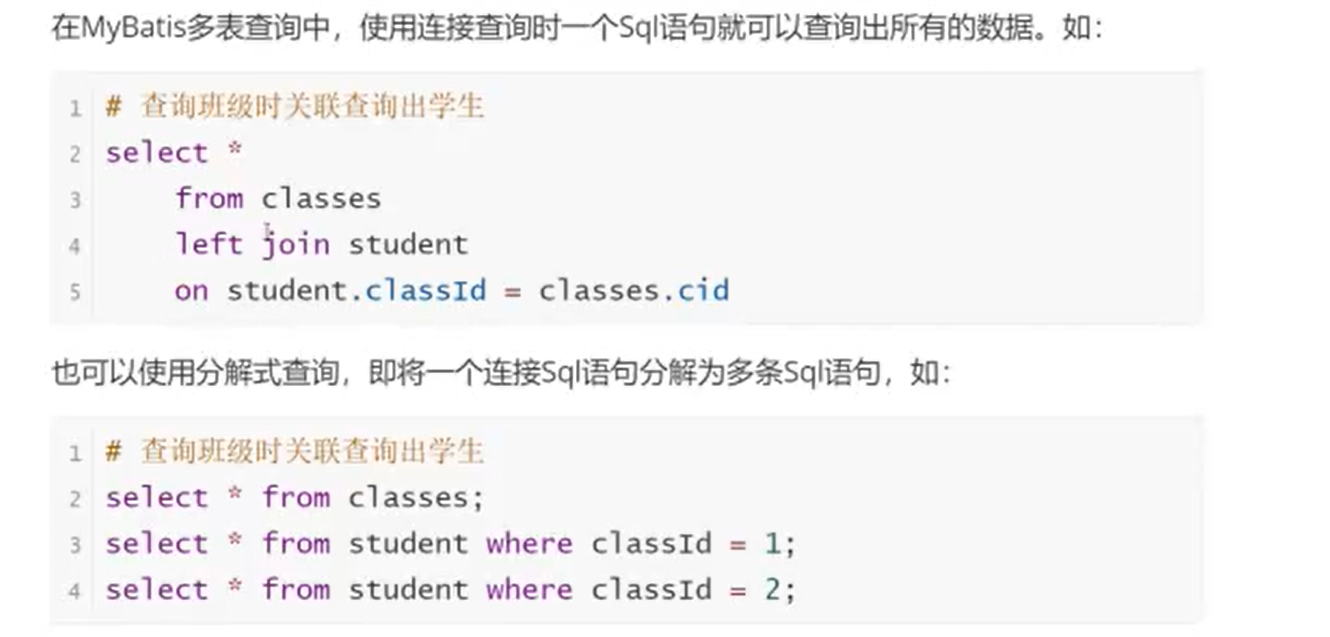 在MyBatis多表查询中，使用连接查询时一个Sql语句就可以查询出所有的数据。如：
1 # 查询班级时关联查询出学生
2 select *
3 from classes
4 left join student
5 on student.classId = classes.cid
也可以使用分解式查询，即将一个连接Sql语句分解为多条Sql语句，如：
1 # 查询班级时关联查询出学生
2 select * from classes;
3 select * from student where classId = 1;
4 select * from student where classId = 2;